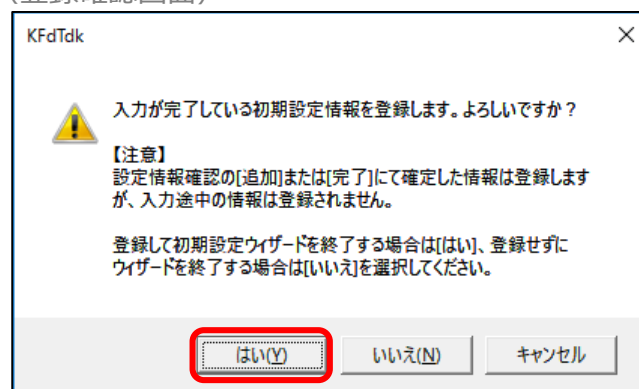 (登録確認画面)
KFdTdk
入力が完了している初期設定情報を登録します。よろしいですか？
【注意】
設定情報確認の[追加]または[完了]にて確定した情報は登録します
が、入力途中の情報は登録されません。
登録して初期設定ウィザードを終了する場合は[はい]、登録せずに
ウィザードを終了する場合は[いいえ]を選択してください。
はい(Y)
いいえ(N)
キャンセル